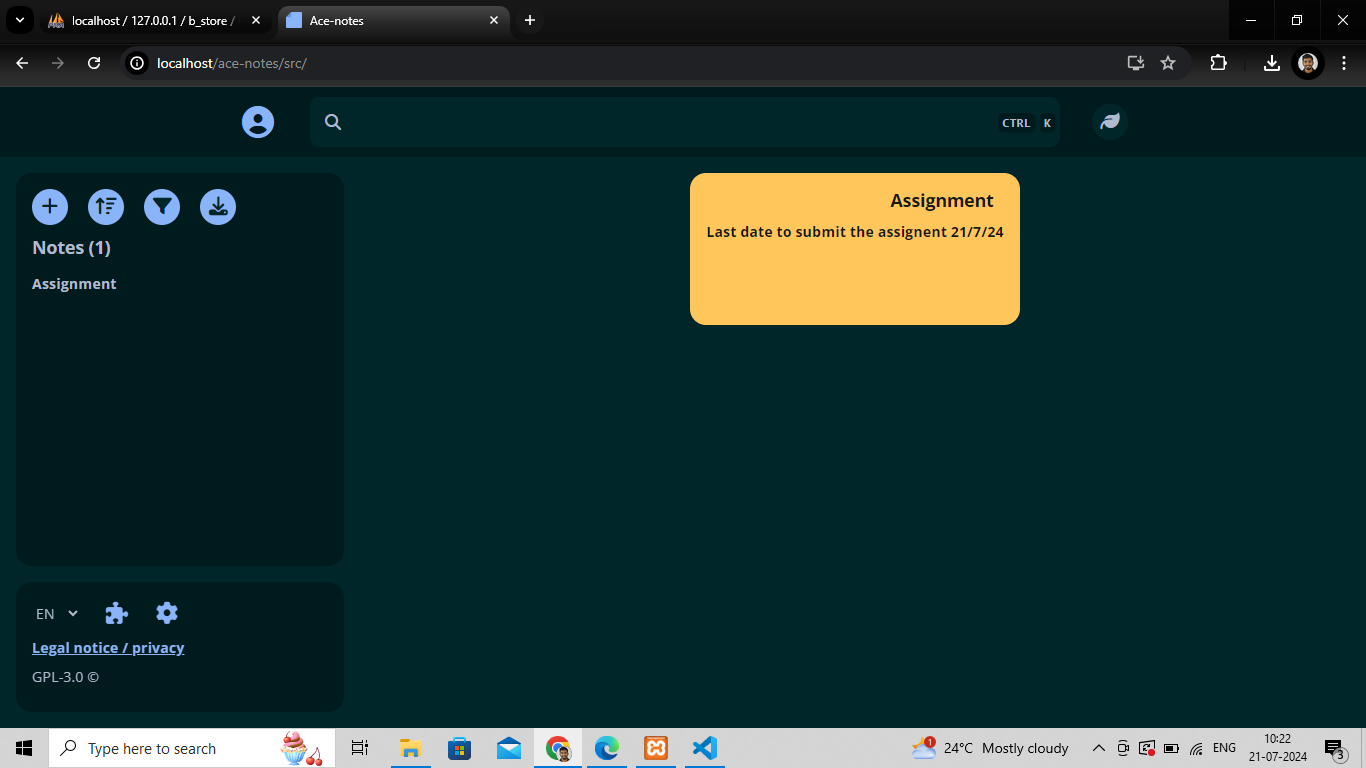 localhost / 127.0.0.1 / b_store /
Ace-notes
localhost/ace-notes/src/
CTRL K
Notes (1)
Assignment
Assignment
Last date to submit the assignent 21/7/24
EN
Legal notice / privacy
GPL-3.0 ©
Type here to search
1
24°C Mostly cloudy
ENG
10:22
21-07-2024
3